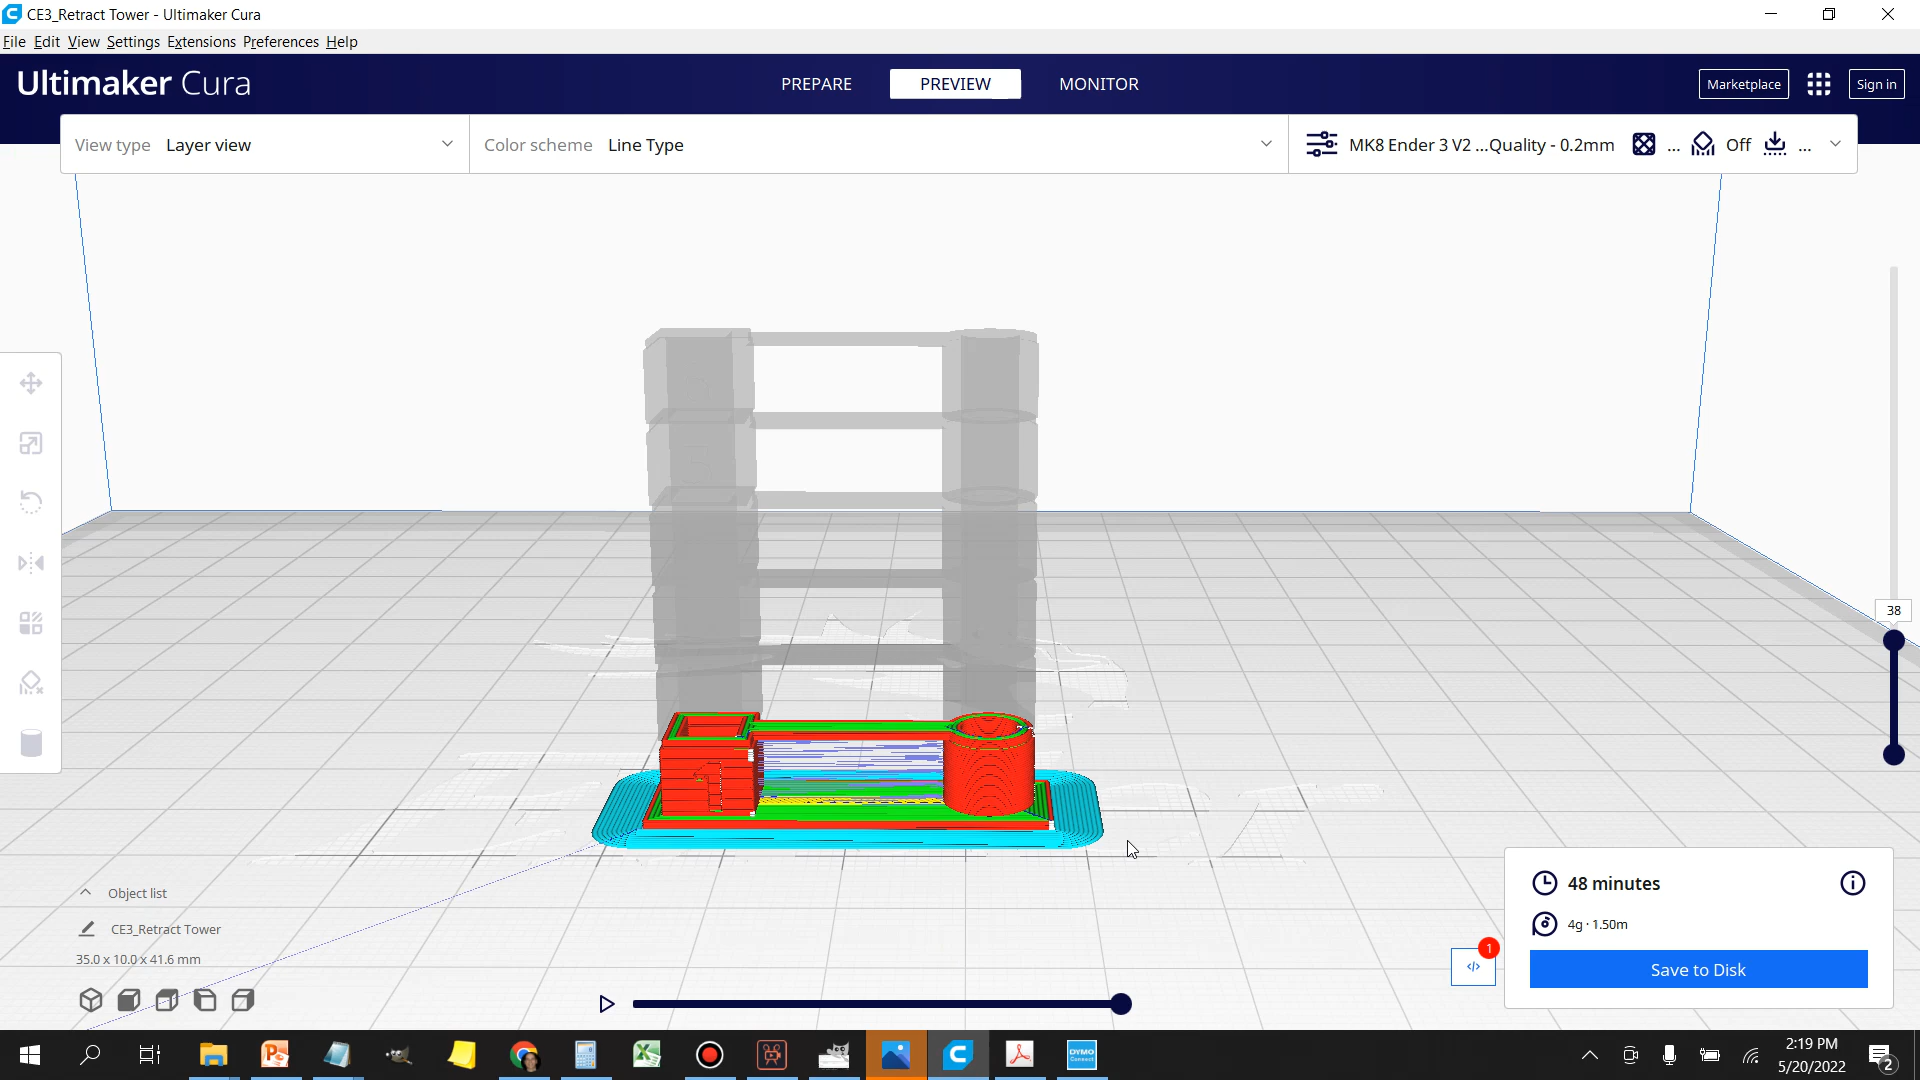 CE3_Retract Tower - Ultimaker Cura
File Edit View Settings Extensions Preferences Help
Ultimaker Cura
PREPARE
PREVIEW
MONITOR
Marketplace
Sign in
View type Layer view
Color scheme Line Type
MK8 Ender 3 V2 ...Quality - 0.2mm
...
Off
...
38
1
Object list
CE3_Retract Tower
35.0 x 10.0 x 41.6 mm
48 minutes
4g · 1.50m
1
Save to Disk
DYMO
Connect
2:19 PM
5/20/2022
2